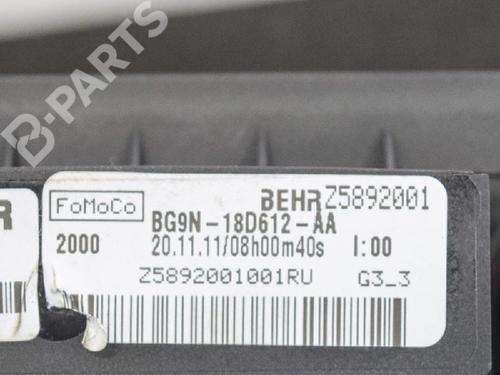 B-PARTS
R
FoMoCo BEHR Z5892001
BG9N-18D612-AA
2000 20.11.11/08h00m40s I:00
Z5892001001RU G3_3